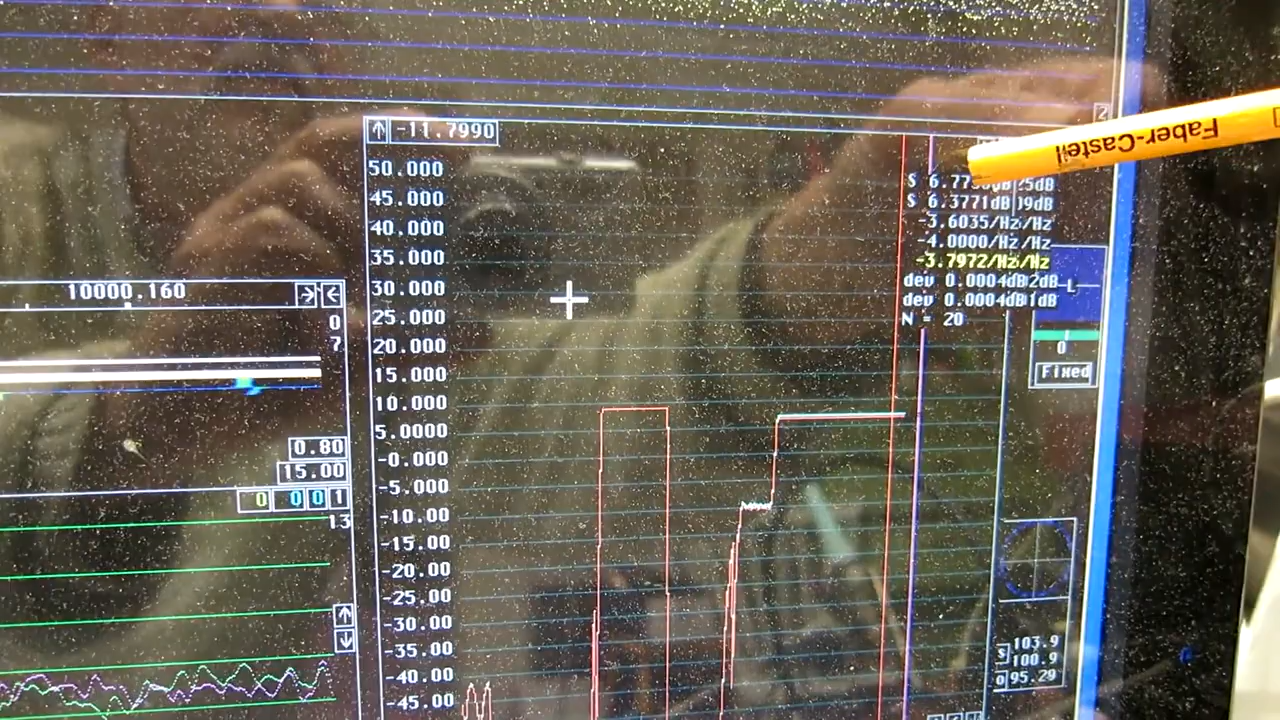 2
-11.7990
Faber-Castell
50.000
45.000
40.000
35.000
30.000
25.000
20.000
15.000
10.000
5.0000
-0.000
-5.000
-10.00
-15.00
-20.00
-25.00
-30.00
-35.00
-40.00
-45.00
S 6.3771dB
-3.6035/Hz/Hz
-4.0000/Hz/Hz
-3.7972/Hz/Hz
dev 0.0004dB
dev 0.0004dB
N = 20
L
0
Fixed
10000.160
0
7
0.80
15.00
0 0 0 1
13
S 103.9
100.9
0 95.29